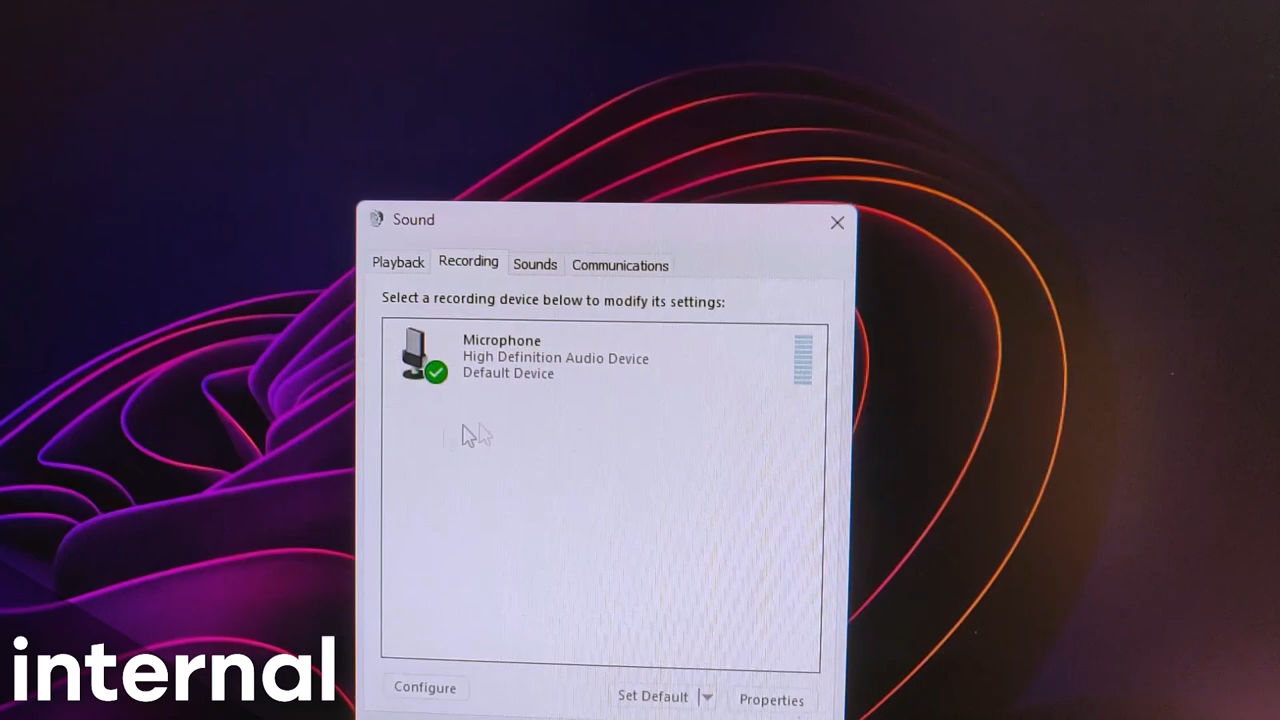 Sound
Playback Recording Sounds Communications
Select a recording device below to modify its settings:
Microphone
High Definition Audio Device
Default Device
Configure Set Default Properties
internal